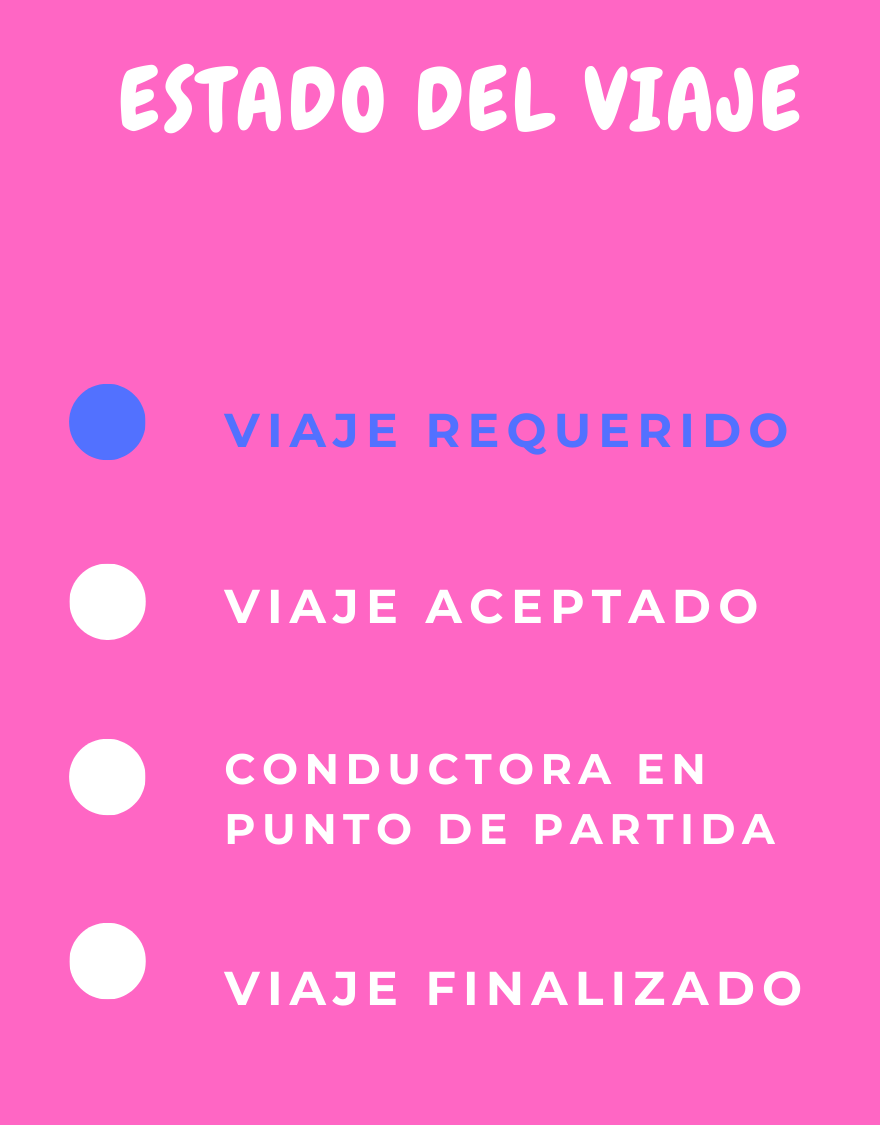 ESTADO DEL VIAJE
VIAJE REQUERIDO
VIAJE ACEPTADO
CONDUCTORA EN
PUNTO DE PARTIDA
VIAJE FINALIZADO